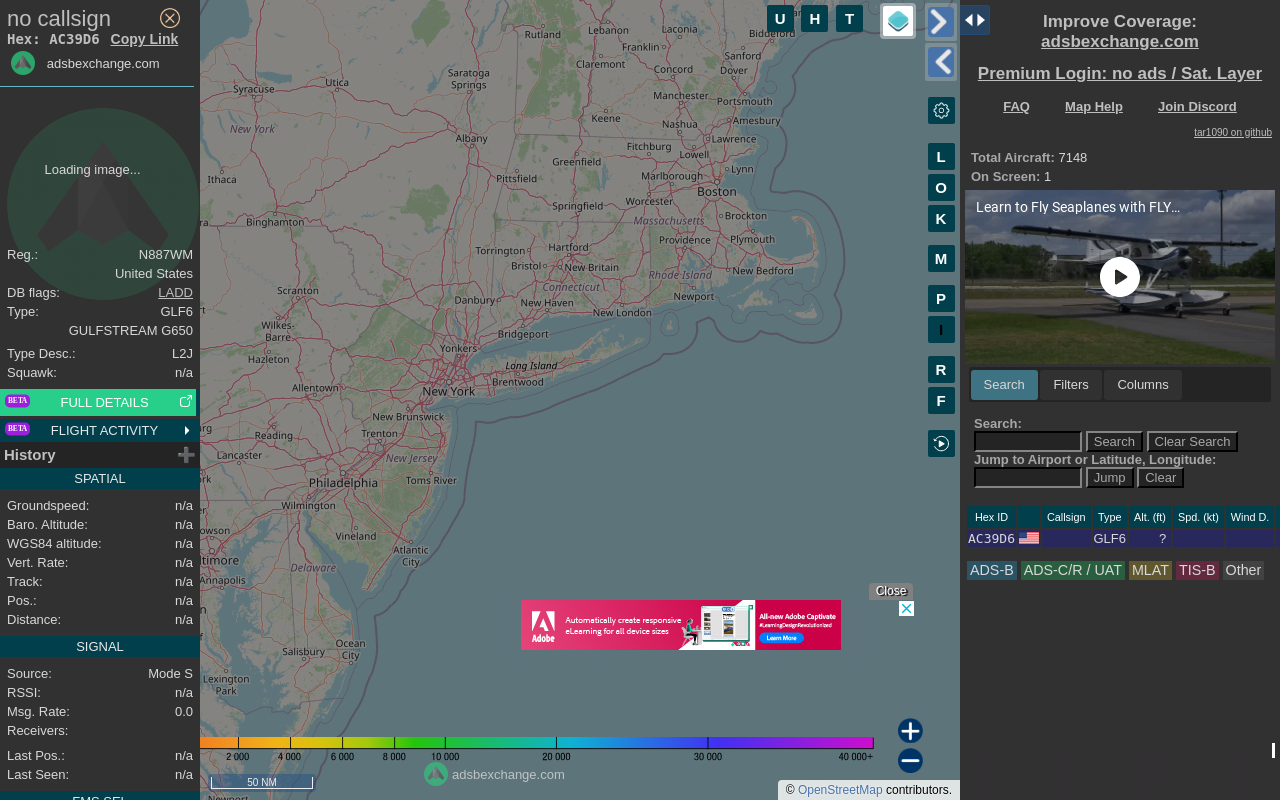 no callsign
Hex: AC39D6 Copy Link
adsbexchange.com
Loading image...
Reg.: N887WM
United States
DB flags: LADD
Type: GLF6
GULFSTREAM G650
Type Desc.: L2J
Squawk: n/a
BETA FULL DETAILS
BETA FLIGHT ACTIVITY
History
SPATIAL
Groundspeed: n/a
Baro. Altitude: n/a
WGS84 altitude: n/a
Vert. Rate: n/a
Track: n/a
Pos.: n/a
Distance: n/a
SIGNAL
Source: Mode S
RSSI: n/a
Msg. Rate: 0.0
Receivers:
Last Pos.: n/a
Last Seen: n/a
FMS SEL
U H T
L
O
K
M
P
I
R
F
Rutland
Lebanon
Laconia
Biddeford
Franklin
Sanford
Claremont
Concord
Dover
Utica
Saratoga
Springs
Syracuse
Manchester
Portsmouth
Keene
Nashua
Amesbury
New York
Albany
Fitchburg
Lawrence
Greenfield
Lowell
Lynn
Ithaca
Pittsfield
Marlborough
Boston
Worcester
Springfield
Massachusetts
Brockton
Binghamton
Torrington
Hartford
Providence
Plymouth
Bristol
New Britain
Rhode Island
New Bedford
Connecticut
Scranton
Danbury
New Haven
New London
Newport
Wilkes-
Barre
Bridgeport
Hazleton
Yonkers
Long Island
Brentwood
Allentown
New York
New Brunswick
Reading
Trenton
Lancaster
New Jersey
Philadelphia
Toms River
Wilmington
Vineland
Atlantic
City
Annapolis
Delaware
Ocean
City
Salisbury
Lexington
Park
Newport
Close
Adobe
Automatically create responsive
eLearning for all device sizes
All-new Adobe Captivate
#LearningDesignRevolutionized
Learn More
2 000 4 000 6 000 8 000 10 000 20 000 30 000 40 000+
adsbexchange.com
50 NM
© OpenStreetMap contributors.
Improve Coverage:
adsbexchange.com
Premium Login: no ads / Sat. Layer
FAQ Map Help Join Discord
tar1090 on github
Total Aircraft: 7148
On Screen: 1
Learn to Fly Seaplanes with FLY...
Search Filters Columns
Search:
Search Clear Search
Jump to Airport or Latitude, Longitude:
Jump Clear
Hex ID Callsign Type Alt. (ft) Spd. (kt) Wind D.
AC39D6 GLF6 ?
ADS-B ADS-C/R / UAT MLAT TIS-B Other